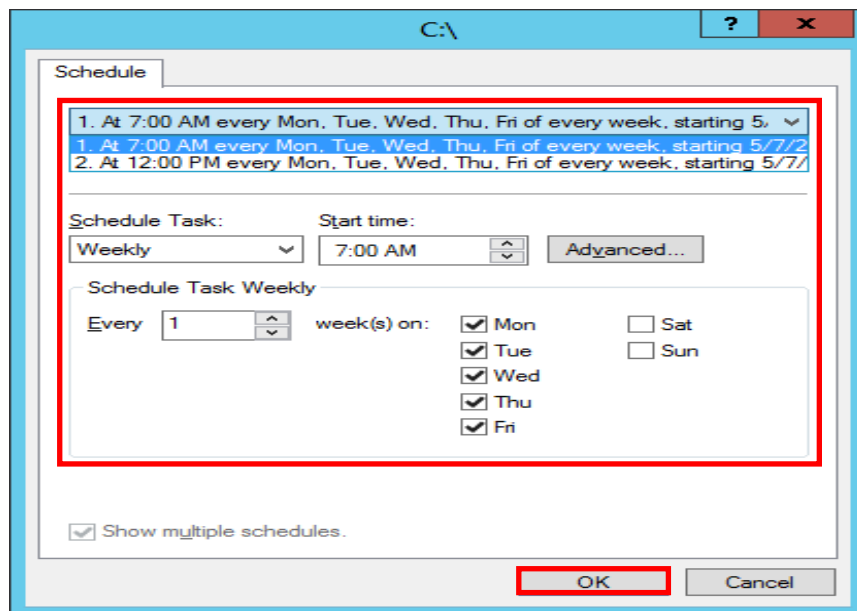 C:\
?
x
Schedule
1. At 7:00 AM every Mon, Tue, Wed, Thu, Fri of every week, starting 5/
1. At 7:00 AM every Mon, Tue, Wed, Thu, Fri of every week, starting 5/7/2
2. At 12:00 PM every Mon, Tue, Wed, Thu, Fri of every week, starting 5/7/
Schedule Task: Start time:
Weekly 7:00 AM Advanced...
Schedule Task Weekly
Every 1 week(s) on: Mon Sat
Tue Sun
Wed
Thu
Fri
Show multiple schedules.
OK Cancel